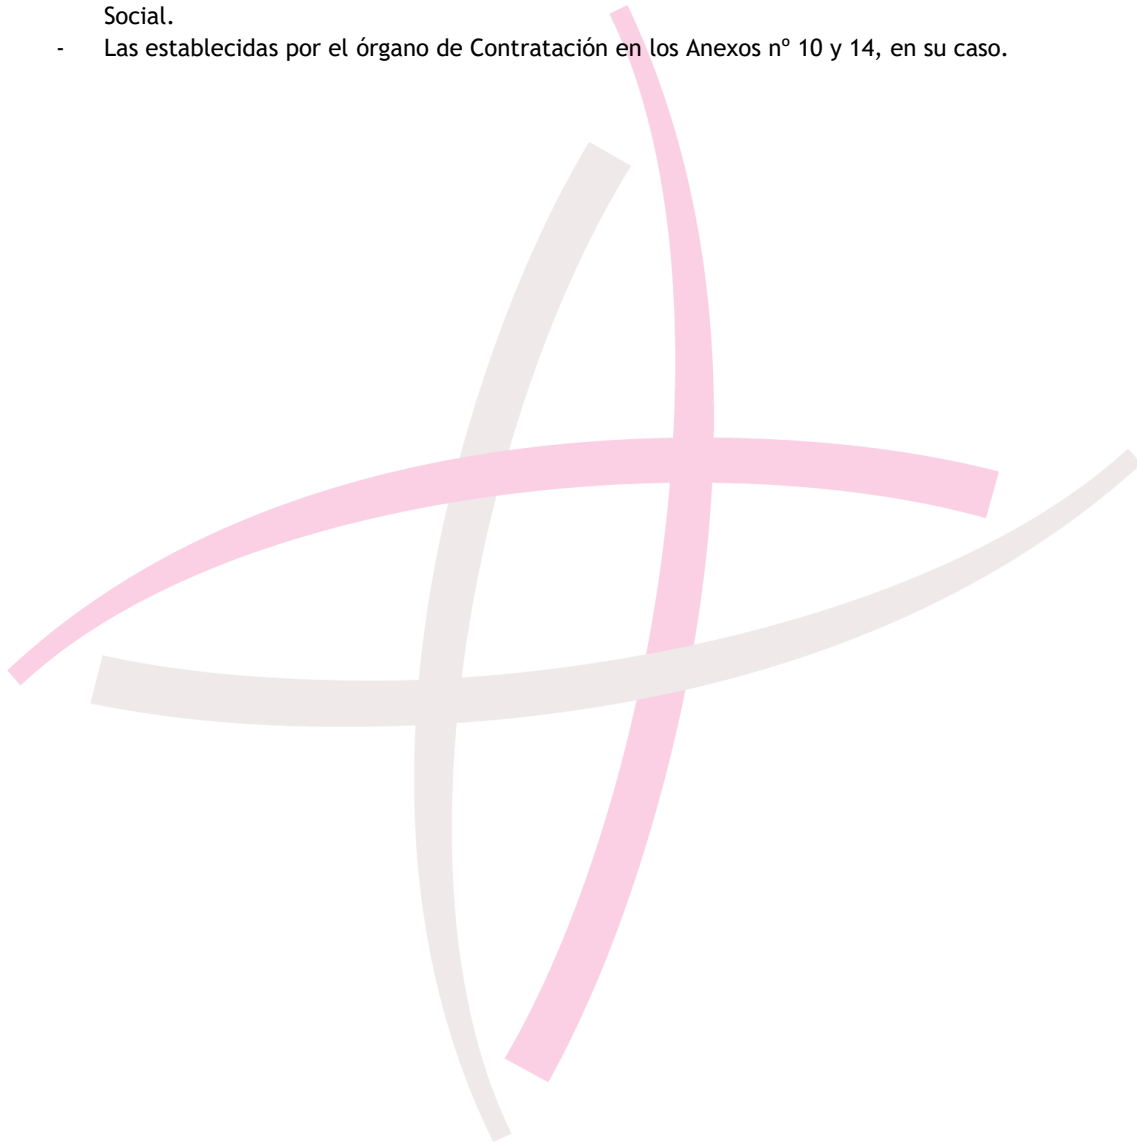 Social.
- Las establecidas por el órgano de Contratación en los Anexos nº 10 y 14, en su caso.